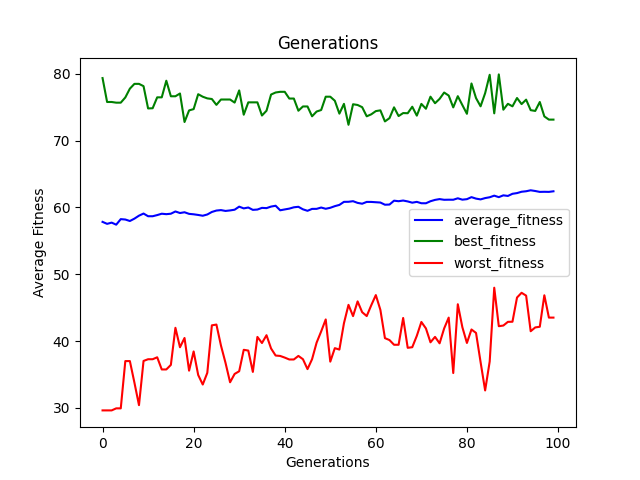 Generations
Average Fitness
80
70
60
50
40
30
average_fitness
best_fitness
worst_fitness
0 20 40 60 80 100
Generations